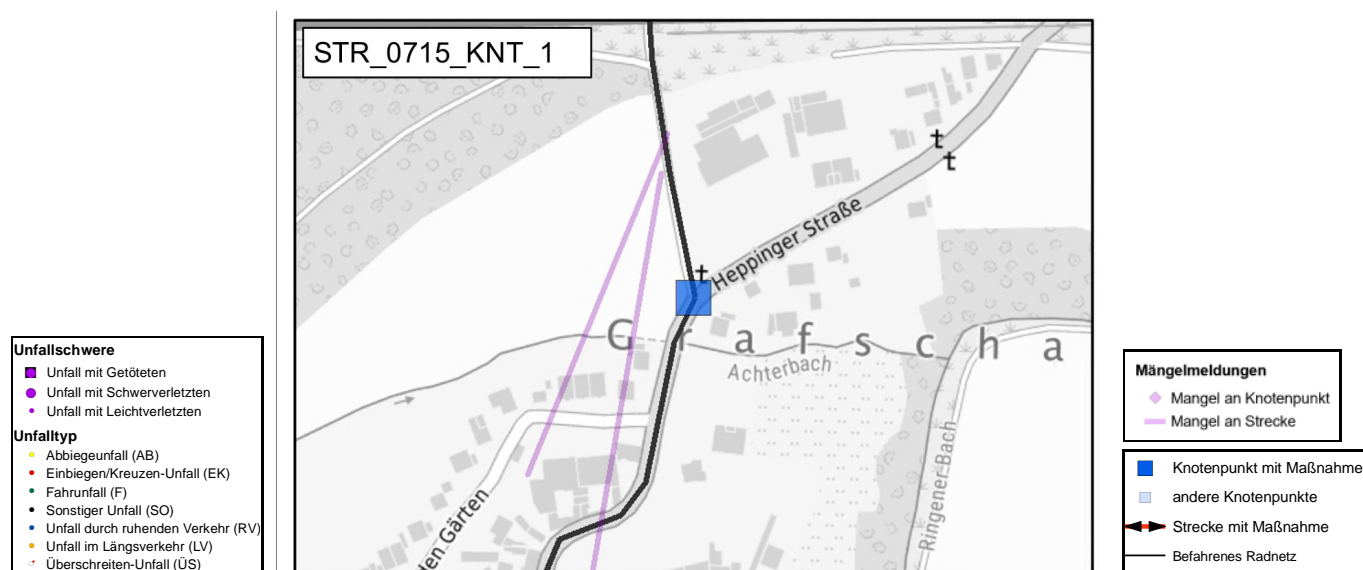 STR_0715_KNT_1
Heppinger Straße
Grafscha
Achterbach
Ringener Bach
den Gärten
Unfallschwere
Unfall mit Getöteten
Unfall mit Schwerverletzten
Unfall mit Leichtverletzten
Unfalltyp
Abbiegeunfall (AB)
Einbiegen/Kreuzen-Unfall (EK)
Fahrunfall (F)
Sonstiger Unfall (SO)
Unfall durch ruhenden Verkehr (RV)
Unfall im Längsverkehr (LV)
Überschreiten-Unfall (ÜS)
Mängelmeldungen
Mangel an Knotenpunkt
Mangel an Strecke
Knotenpunkt mit Maßnahme
andere Knotenpunkte
Strecke mit Maßnahme
Befahrenes Radnetz